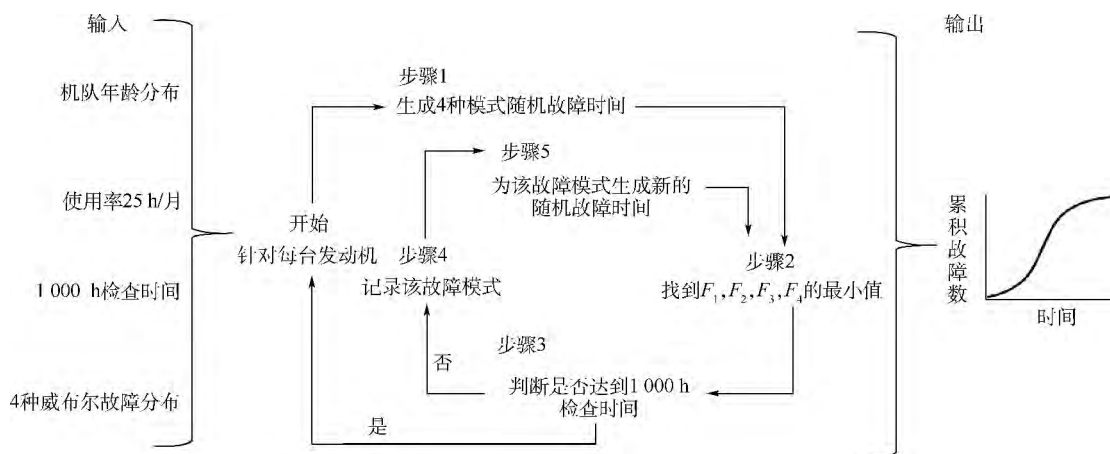 输入
机队年龄分布
使用率25 h/月
1 000 h检查时间
4种威布尔故障分布
开始
针对每台发动机
步骤1
生成4种模式随机故障时间
步骤5
为该故障模式生成新的
随机故障时间
步骤4
记录该故障模式
步骤2
找到F1,F2,F3,F4的最小值
步骤3
判断是否达到1 000 h
检查时间
否
是
输出
累积故障数
时间